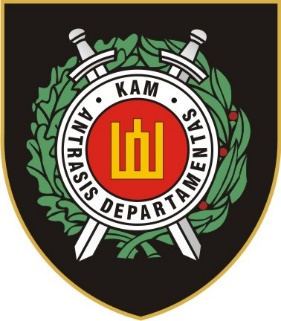 · KAM ·
ANTRASIS DEPARTAMENTAS